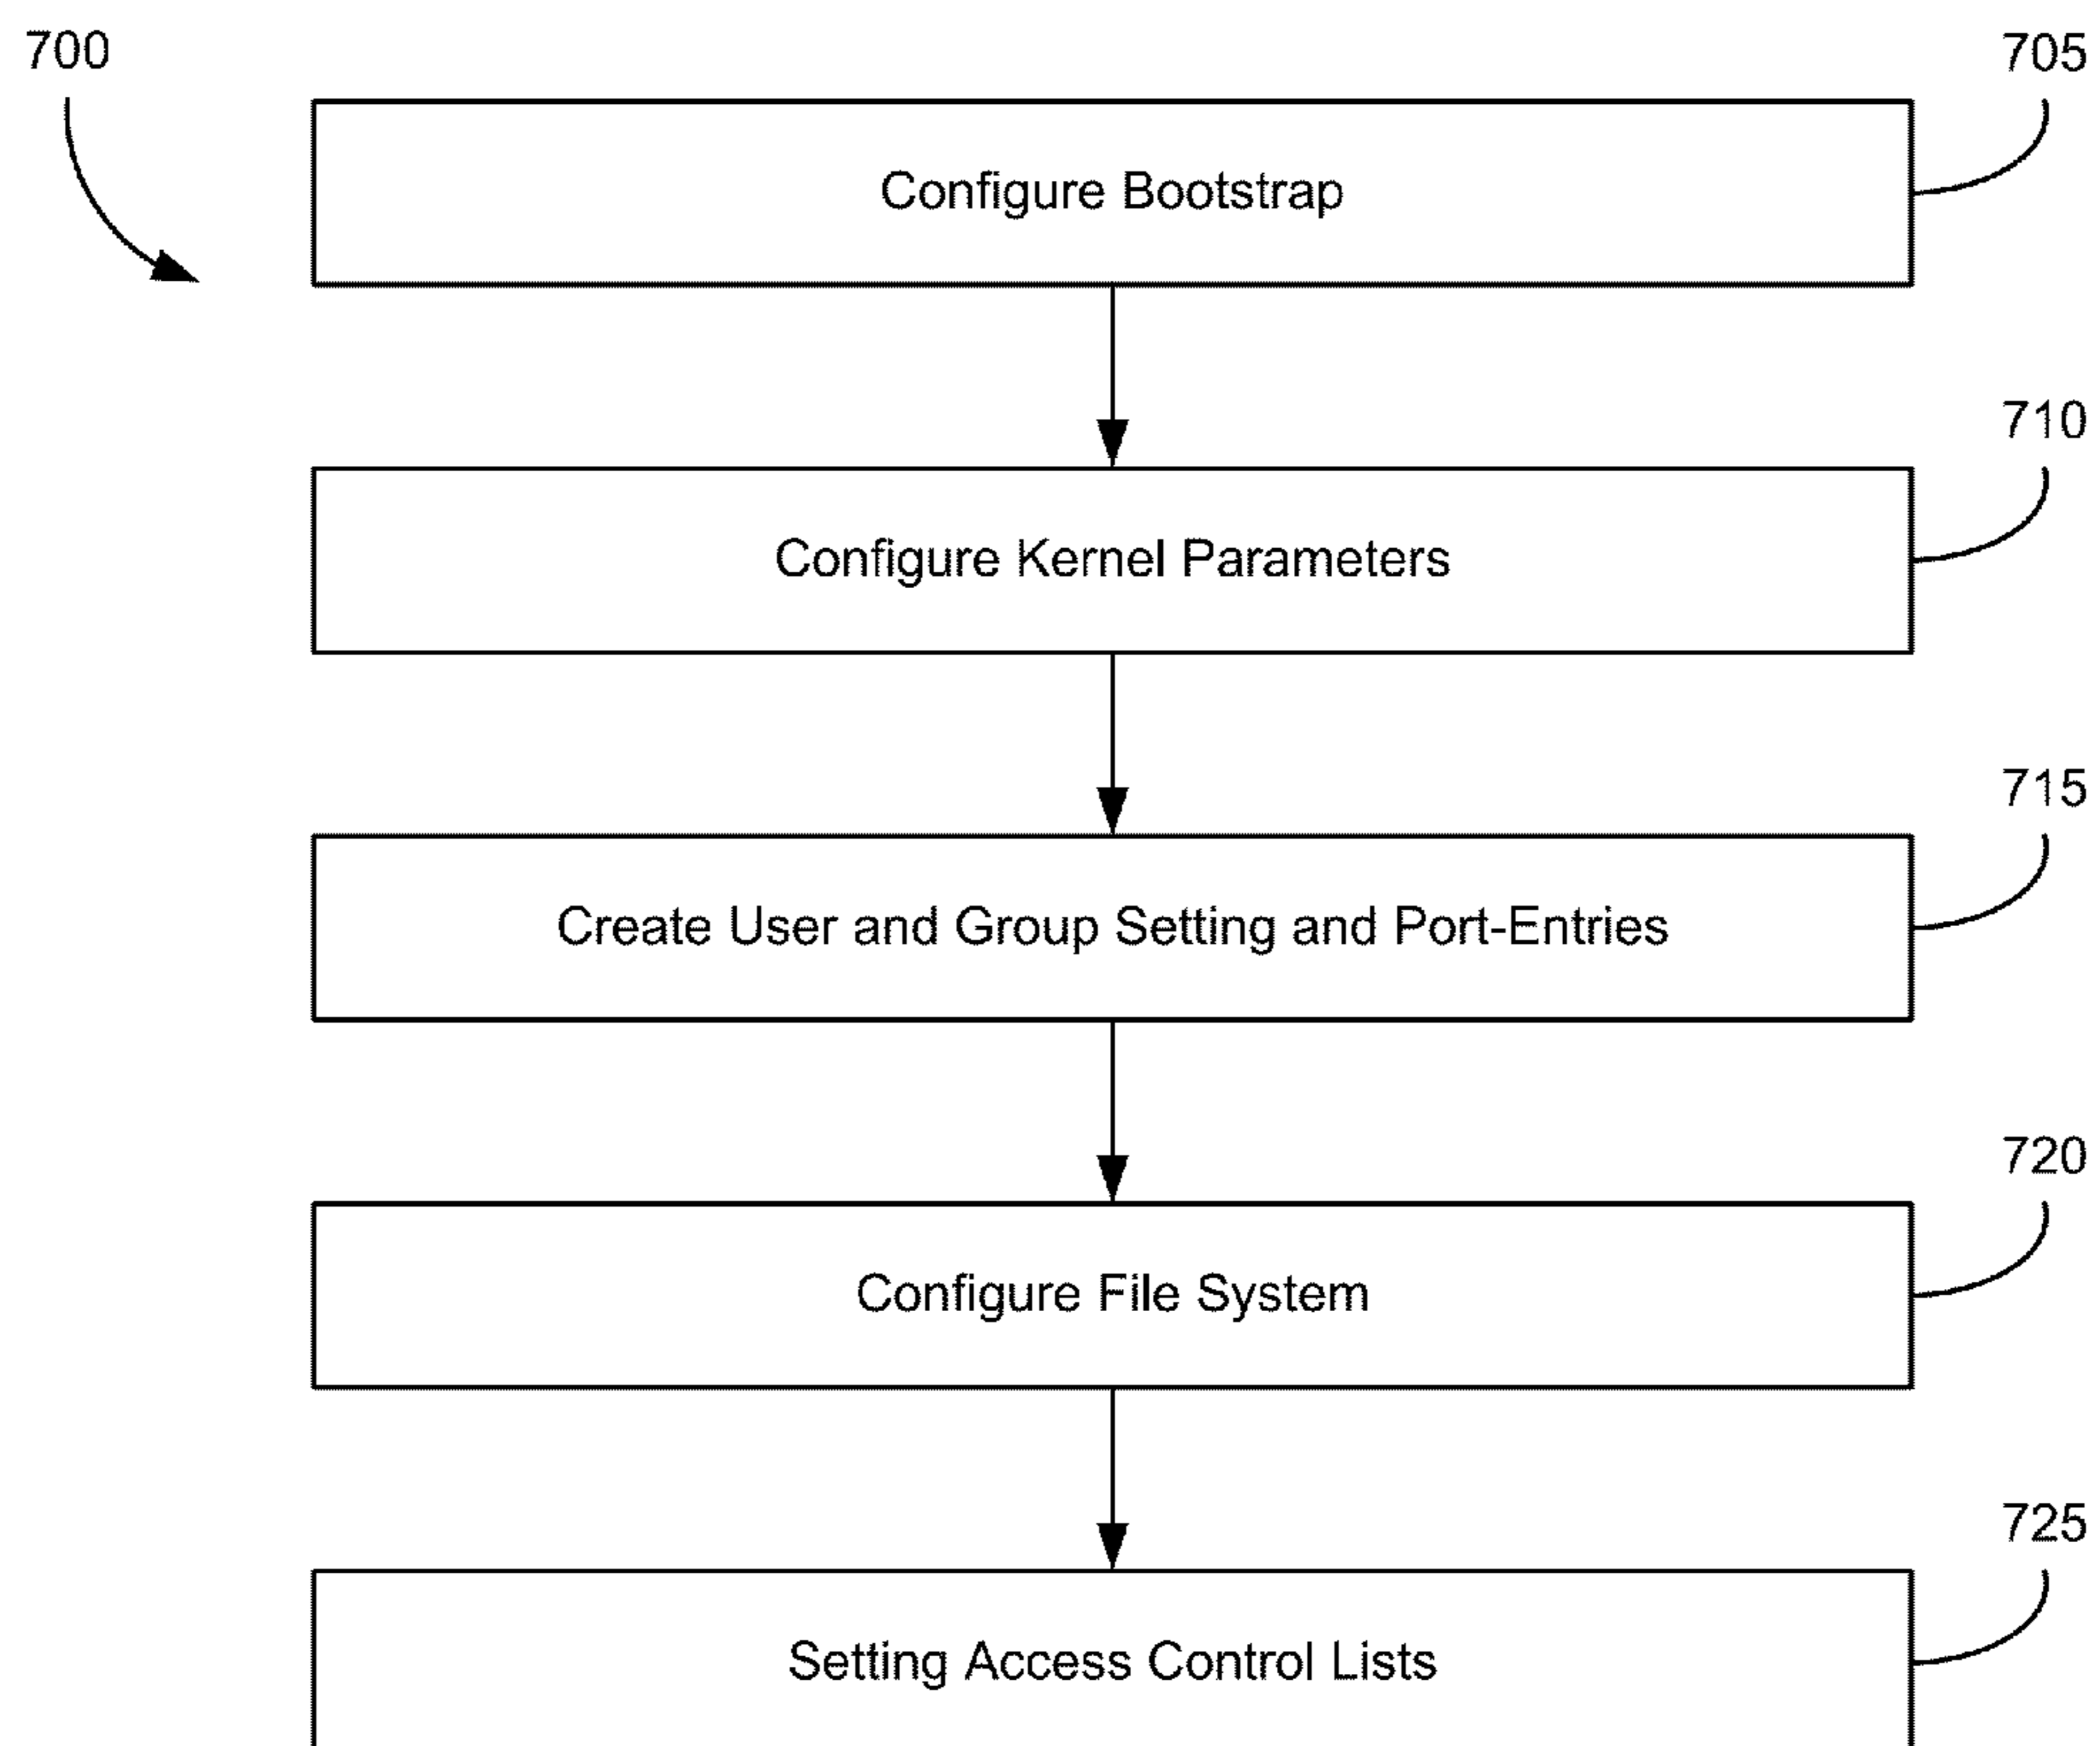 700
705
Configure Bootstrap
710
Configure Kernel Parameters
715
Create User and Group Setting and Port-Entries
720
Configure File System
725
Setting Access Control Lists